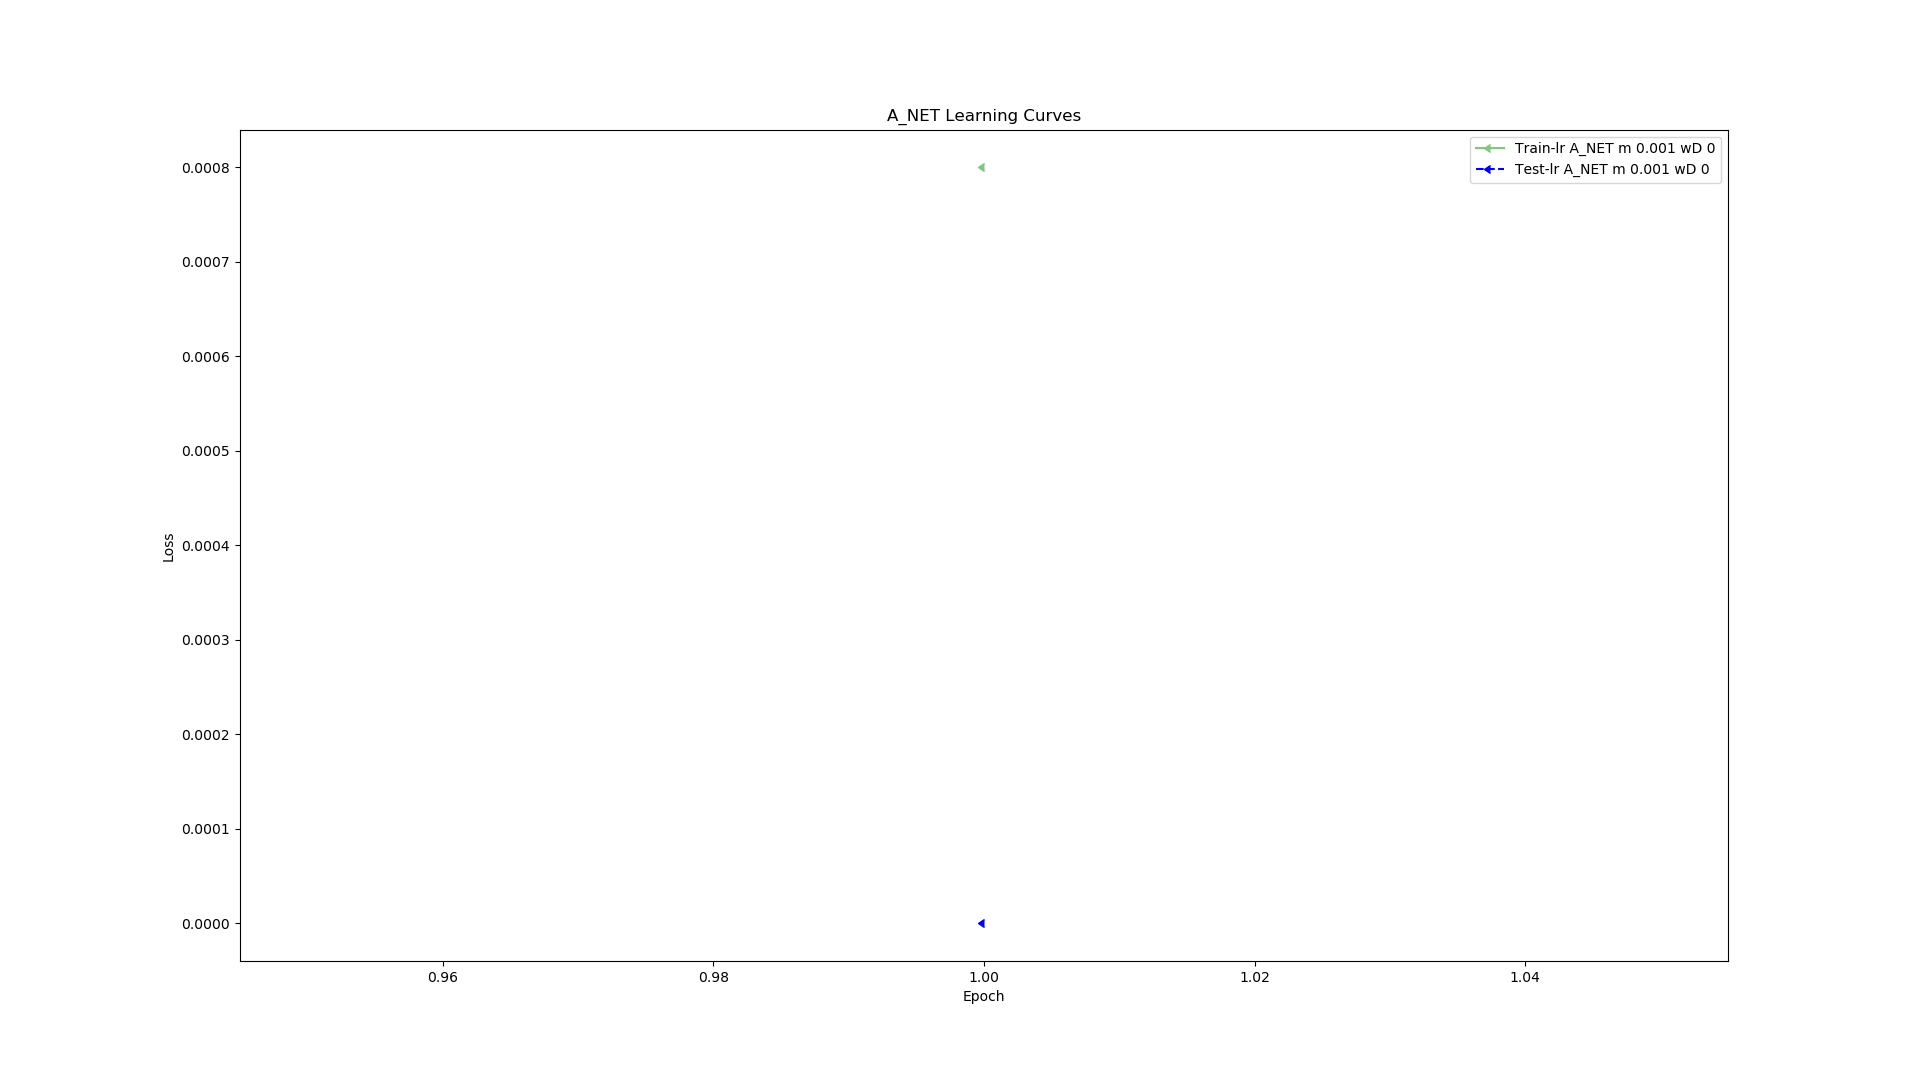 A_NET Learning Curves
Train-lr A_NET m 0.001 wD 0
Test-lr A_NET m 0.001 wD 0
0.0008
0.0007
0.0006
0.0005
0.0004
0.0003
0.0002
0.0001
0.0000
Loss
0.96 0.98 1.00 1.02 1.04
Epoch